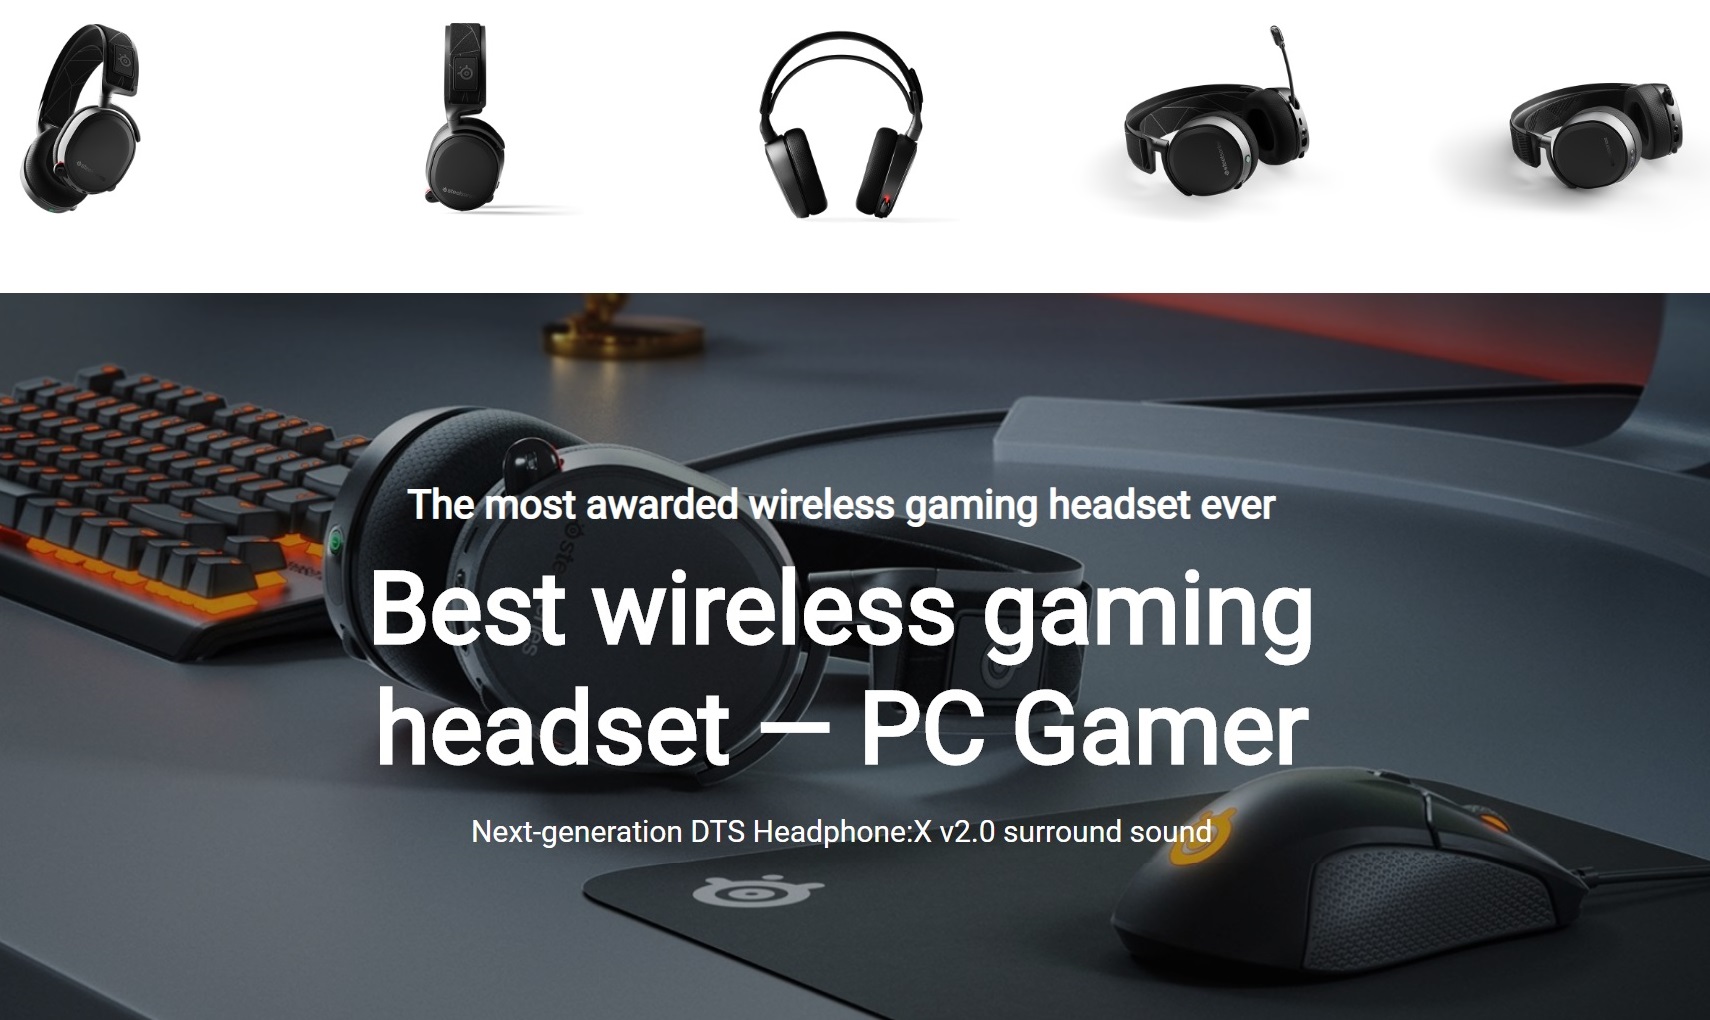 The most awarded wireless gaming headset ever
Best wireless gaming
headset — PC Gamer
Next-generation DTS Headphone:X v2.0 surround sound